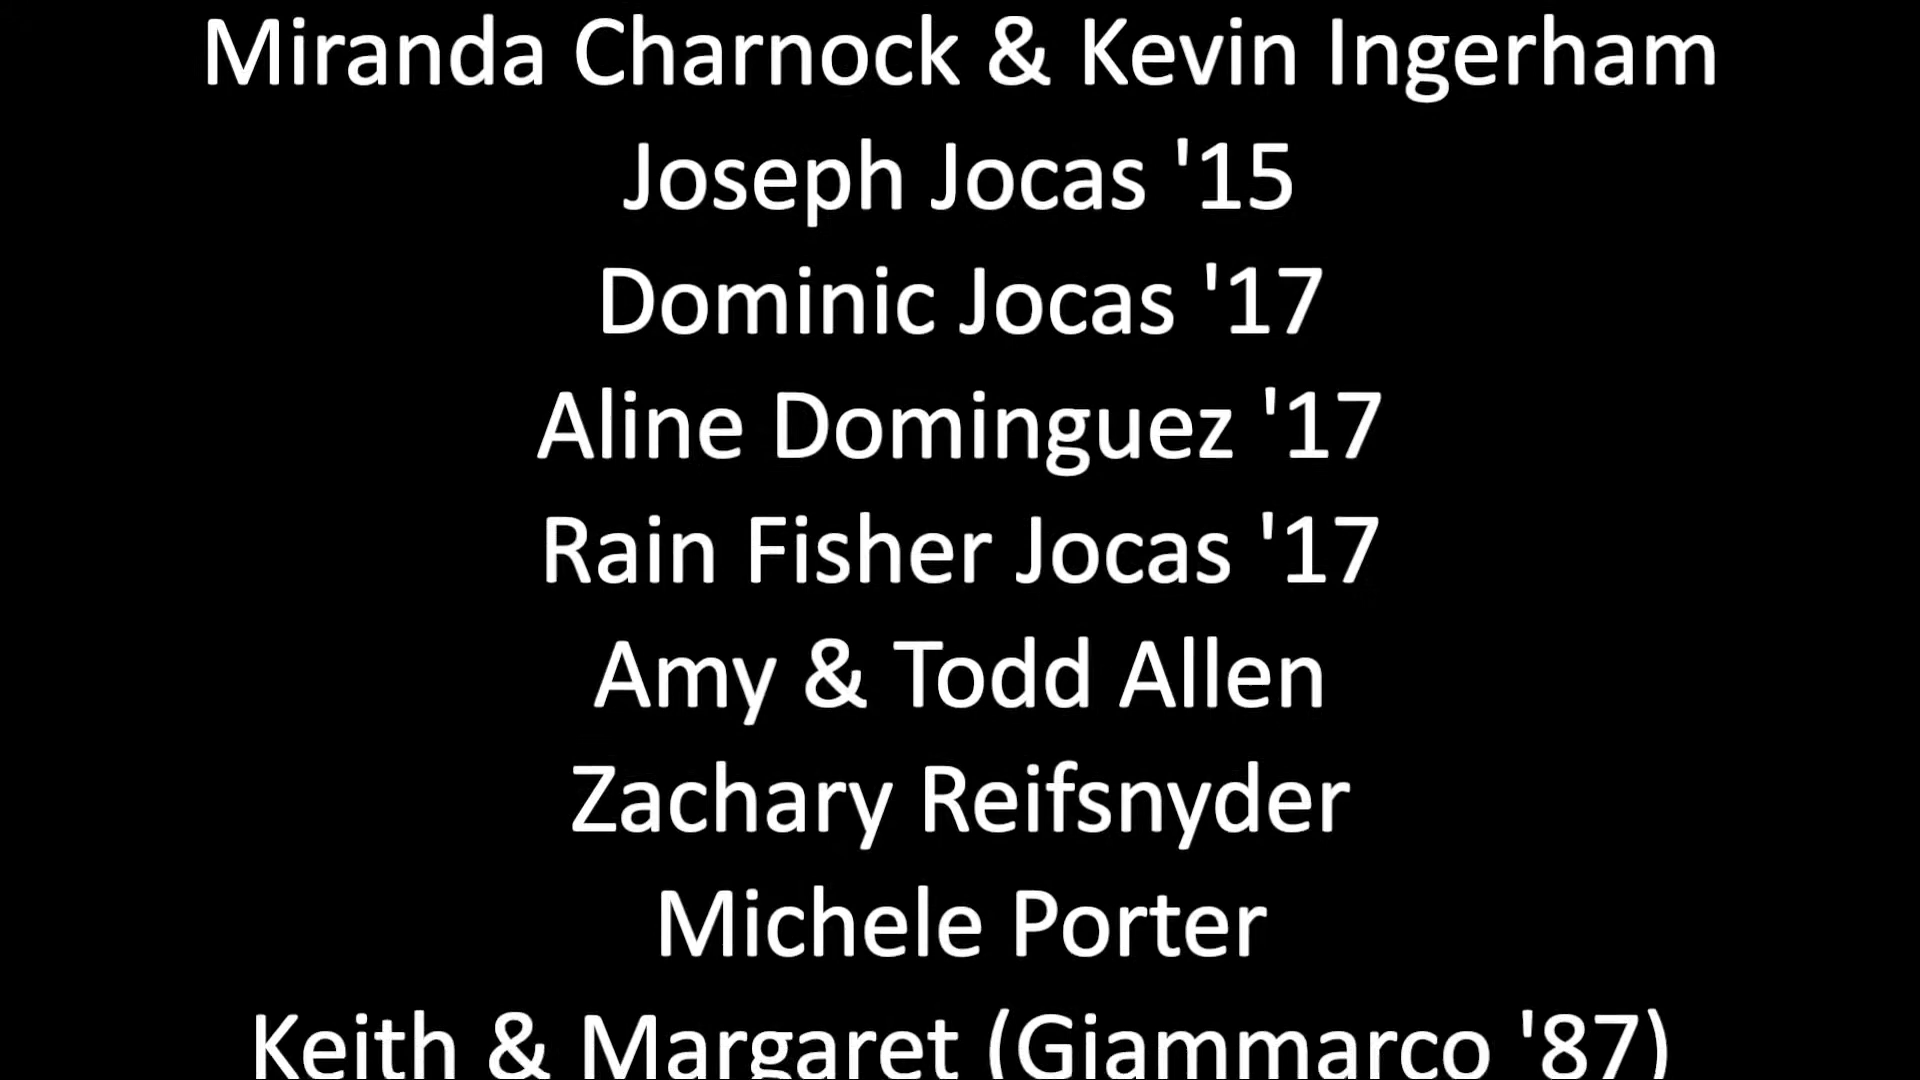 Miranda Charnock & Kevin Ingerham
Joseph Jocas '15
Dominic Jocas '17
Aline Dominguez '17
Rain Fisher Jocas '17
Amy & Todd Allen
Zachary Reifsnyder
Michele Porter
Keith & Margaret (Giammarco '87)